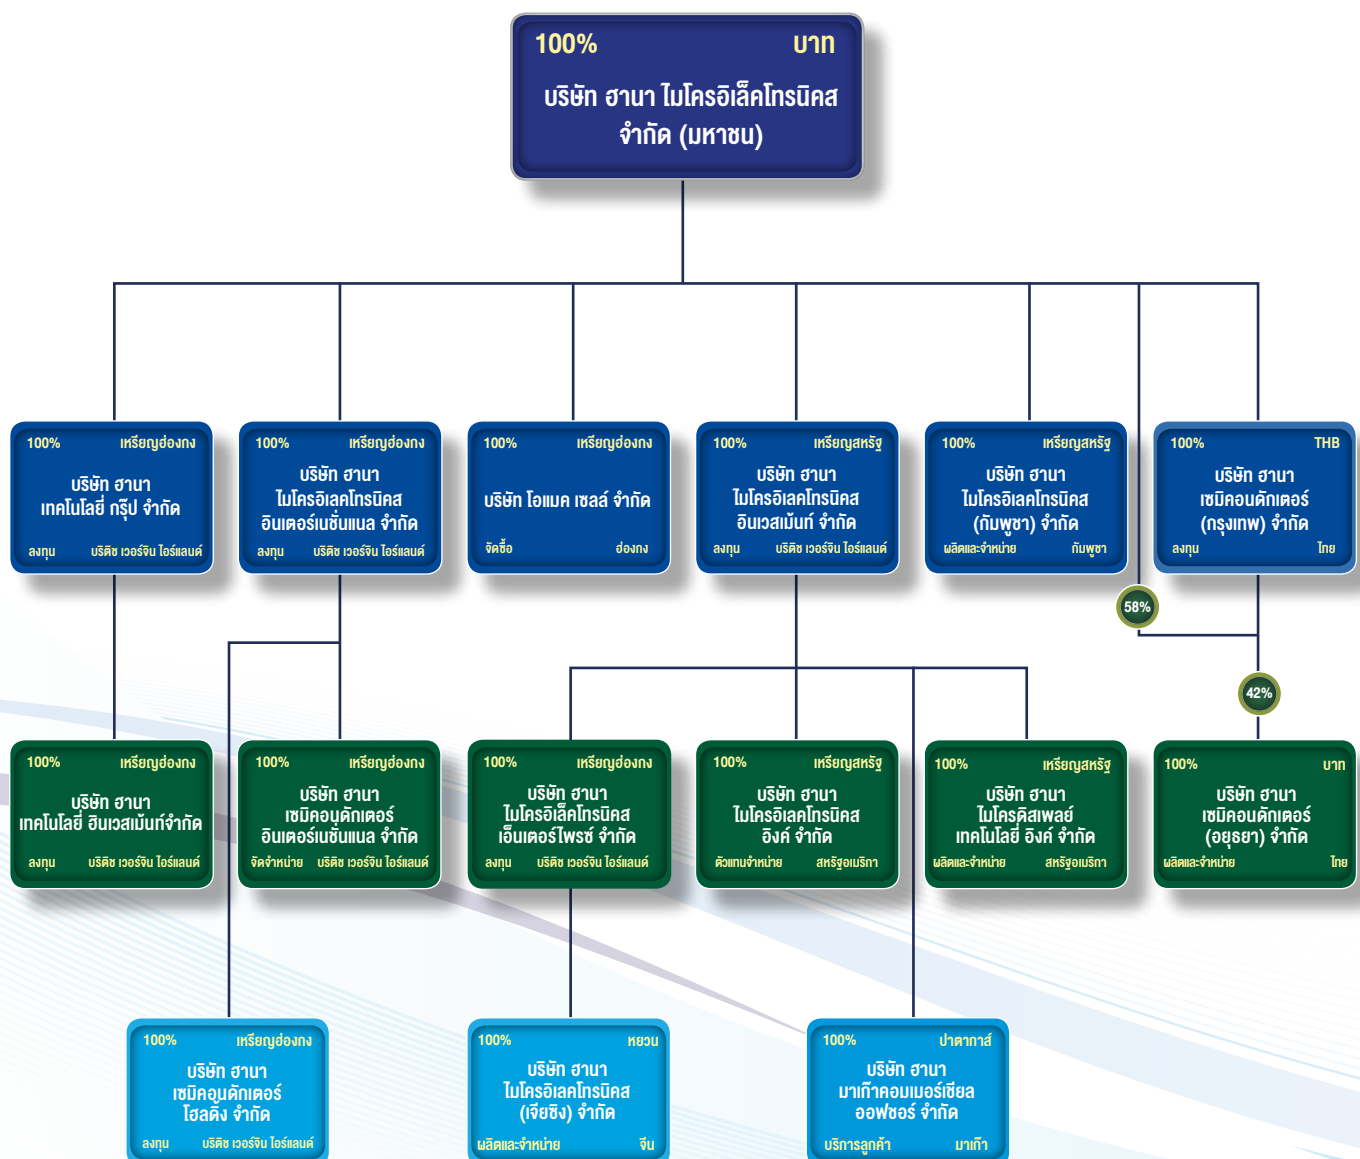 100% บาท
บริษัท ฮานา ไมโครอิเล็คโทรนิคส
จำกัด (มหาชน)
100% เหรียญฮ่องกง
บริษัท ฮานา
เทคโนโลยี่ กรุ๊ป จำกัด
ลงทุน บริติช เวอร์จิน ไอร์แลนด์
100% เหรียญฮ่องกง
บริษัท ฮานา
ไมโครอิเลคโทรนิคส
อินเตอร์เนชั่นแนล จำกัด
ลงทุน บริติช เวอร์จิน ไอร์แลนด์
100% เหรียญฮ่องกง
บริษัท โอแมค เซลล์ จำกัด
จัดซื้อ ฮ่องกง
100% เหรียญสหรัฐ
บริษัท ฮานา
ไมโครอิเลคโทรนิคส
อินเวสเม้นท์ จำกัด
ลงทุน บริติช เวอร์จิน ไอร์แลนด์
100% เหรียญสหรัฐ
บริษัท ฮานา
ไมโครอิเลคโทรนิคส
(กัมพูชา) จำกัด
ผลิตและจำหน่าย กัมพูชา
100% THB
บริษัท ฮานา
เซมิคอนดักเตอร์
(กรุงเทพ) จำกัด
ลงทุน ไทย
58%
42%
100% เหรียญฮ่องกง
บริษัท ฮานา
เทคโนโลยี่ อินเวสเม้นท์จำกัด
ลงทุน บริติช เวอร์จิน ไอร์แลนด์
100% เหรียญฮ่องกง
บริษัท ฮานา
เซมิคอนดักเตอร์
อินเตอร์เนชั่นแนล จำกัด
จัดจำหน่าย บริติช เวอร์จิน ไอร์แลนด์
100% เหรียญฮ่องกง
บริษัท ฮานา
ไมโครอิเล็คโทรนิคส
เอ็นเตอร์ไพรซ์ จำกัด
ลงทุน บริติช เวอร์จิน ไอร์แลนด์
100% เหรียญสหรัฐ
บริษัท ฮานา
ไมโครอิเลคโทรนิคส
อิงค์ จำกัด
ตัวแทนจำหน่าย สหรัฐอเมริกา
100% เหรียญสหรัฐ
บริษัท ฮานา
ไมโครดิสเพลย์
เทคโนโลยี่ อิงค์ จำกัด
ผลิตและจำหน่าย สหรัฐอเมริกา
100% บาท
บริษัท ฮานา
เซมิคอนดักเตอร์
(อยุธยา) จำกัด
ผลิตและจำหน่าย ไทย
100% เหรียญฮ่องกง
บริษัท ฮานา
เซมิคอนดักเตอร์
โฮลดิ้ง จำกัด
ลงทุน บริติช เวอร์จิน ไอร์แลนด์
100% หยวน
บริษัท ฮานา
ไมโครอิเลคโทรนิคส
(เจียซิง) จำกัด
ผลิตและจำหน่าย จีน
100% ปาตากาส์
บริษัท ฮานา
มาเก๊าคอมเมอร์เชียล
ออฟชอร์ จำกัด
บริการลูกค้า มาเก๊า